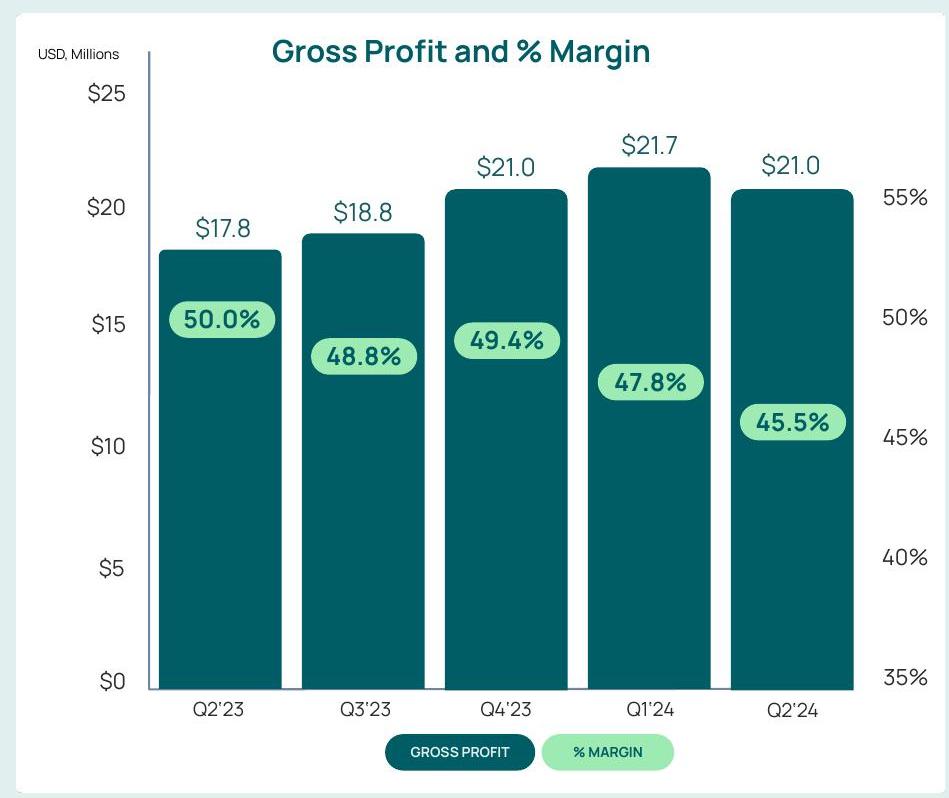 Gross Profit and % Margin
USD, Millions
$25
$20
$15
$10
$5
$0
$17.8
$18.8
$21.0
$21.7
$21.0
50.0%
48.8%
49.4%
47.8%
45.5%
55%
50%
45%
40%
35%
Q2'23
Q3'23
Q4'23
Q1'24
Q2'24
GROSS PROFIT
% MARGIN